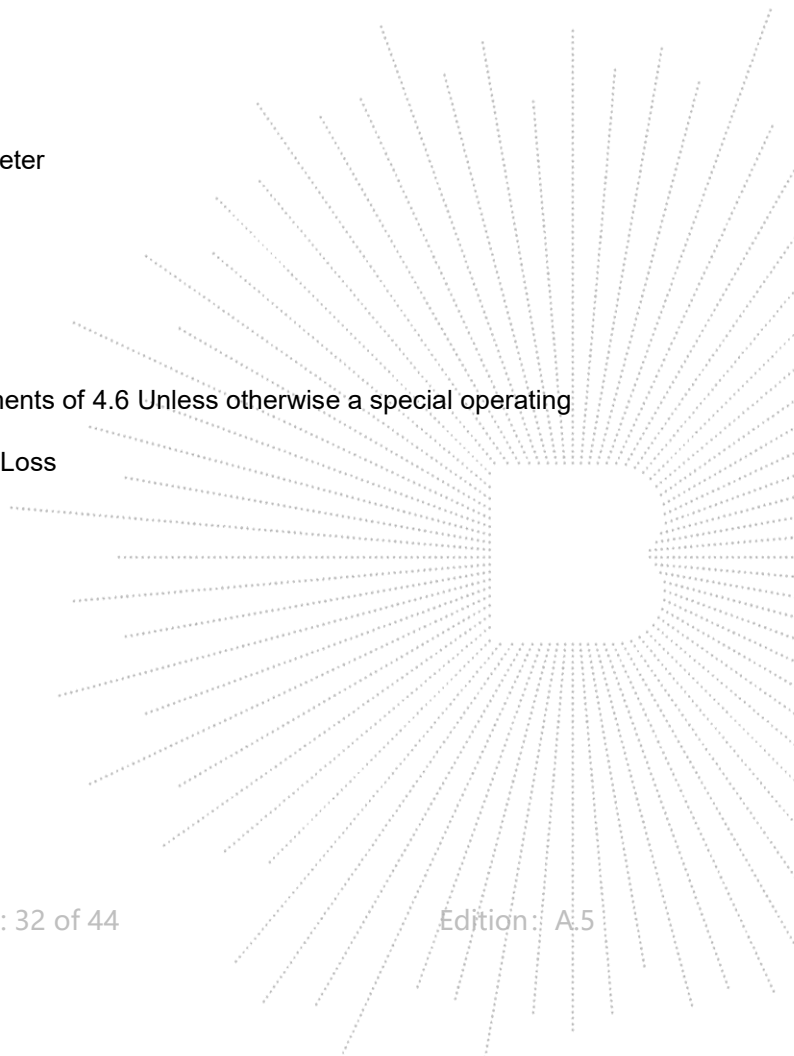 eter
nents of 4.6 Unless otherwise a special operating
Loss
: 32 of 44 Edition：A.5